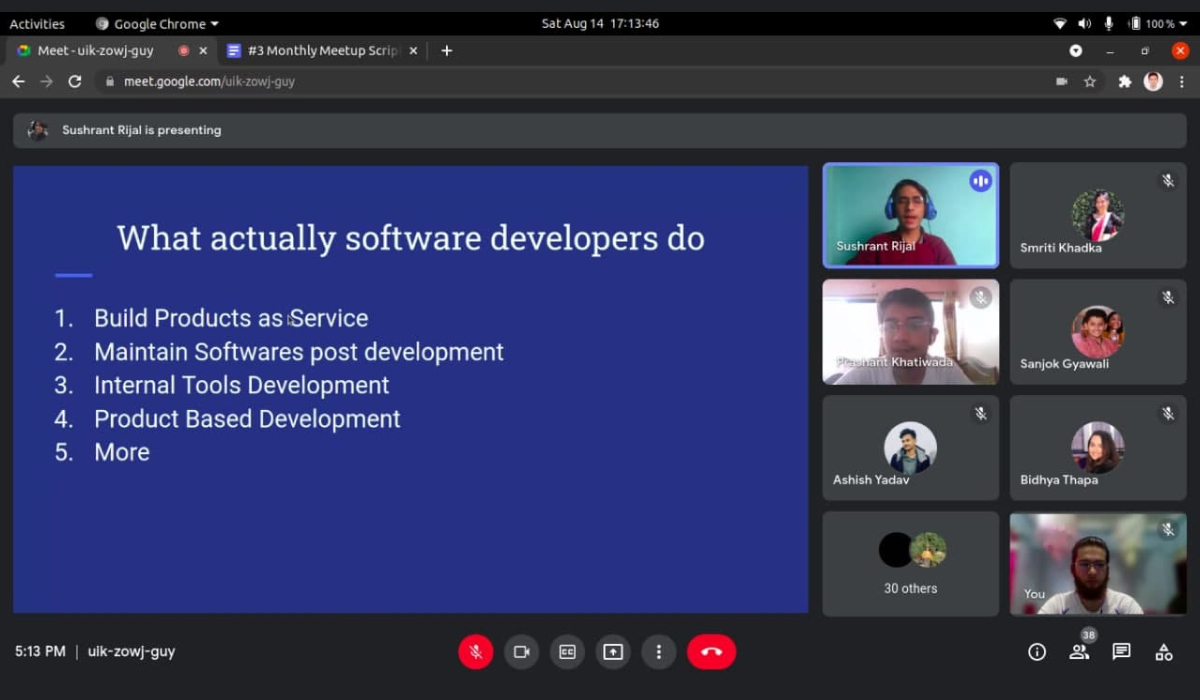 Activities
Google Chrome
Sat Aug 14 17:13:46
100 %
Meet - uik-zowj-guy
#3 Monthly Meetup Scrip
meet.google.com/uik-zowj-guy
Sushrant Rijal is presenting
What actually software developers do
1. Build Products as Service
2. Maintain Softwares post development
3. Internal Tools Development
4. Product Based Development
5. More
Sushrant Rijal
Smriti Khadka
Prashant Khatiwada
Sanjok Gyawali
Ashish Yadav
Bidhya Thapa
30 others
You
5:13 PM | uik-zowj-guy
CC
38